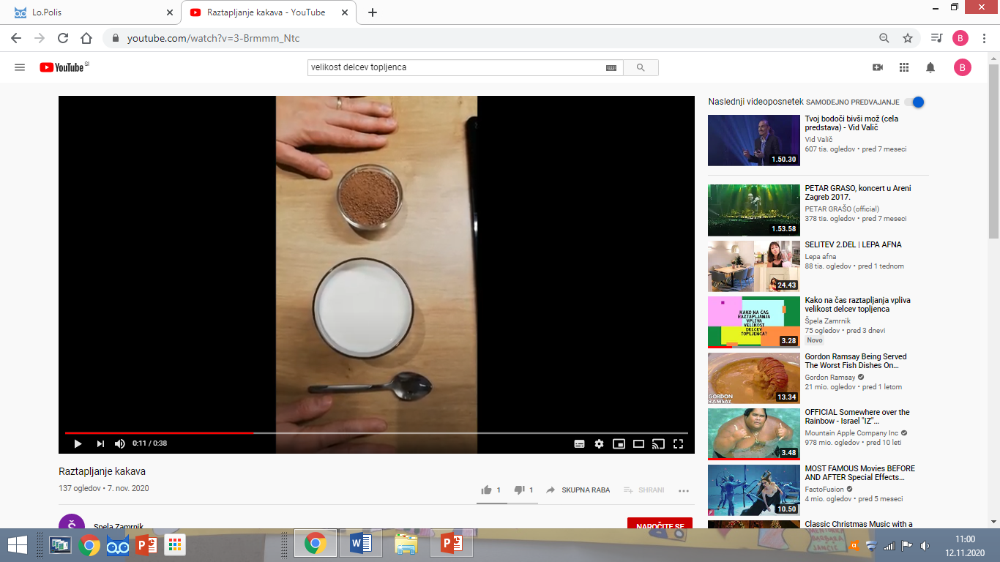 Lo.Polis
Raztapljanje kakava - YouTube
youtube.com/watch?v=3-Brmmm_Ntc
B
YouTube SI
velikost delcev topljenca
B
Naslednji videoposnetek SAMODEJNO PREDVAJANJE
Tvoj bodoči bivši mož (cela
predstava) - Vid Valič
Vid Valič
607 tis. ogledov • pred 7 meseci
1.50.30
PETAR GRASO, koncert u Areni
Zagreb 2017.
PETAR GRAŠO (official)
378 tis. ogledov • pred 7 meseci
1.53.58
SELITEV 2.DEL | LEPA AFNA
Lepa afna
88 tis. ogledov • pred 1 tednom
24.43
Kako na čas raztapljanja vpliva
velikost delcev topljenca
Špela Zamrnik
75 ogledov • pred 3 dnevi
Novo
KAKO NA ČAS
RAZTAPLJANJA
VPLIVA
VELIKOST
DELCEV
TOPLJENCA?
3.28
Gordon Ramsay Being Served
The Worst Fish Dishes On...
Gordon Ramsay
21 mio. ogledov • pred 1 letom
GORDON
RAMSAY
13.34
OFFICIAL Somewhere over the
Rainbow - Israel "IZ"...
Mountain Apple Company Inc
978 mio. ogledov • pred 10 leti
3.48
MOST FAMOUS Movies BEFORE
AND AFTER Special Effects...
FactoFusion
4 mio. ogledov • pred 5 meseci
10.50
Classic Christmas Music with a
0:11 / 0:38
Raztapljanje kakava
137 ogledov • 7. nov. 2020
1
1
SKUPNA RABA
SHRANI
Š
Špela Zamrnik
NAROČITE SE
BARBARA
JANČIČ
11:00
12.11.2020